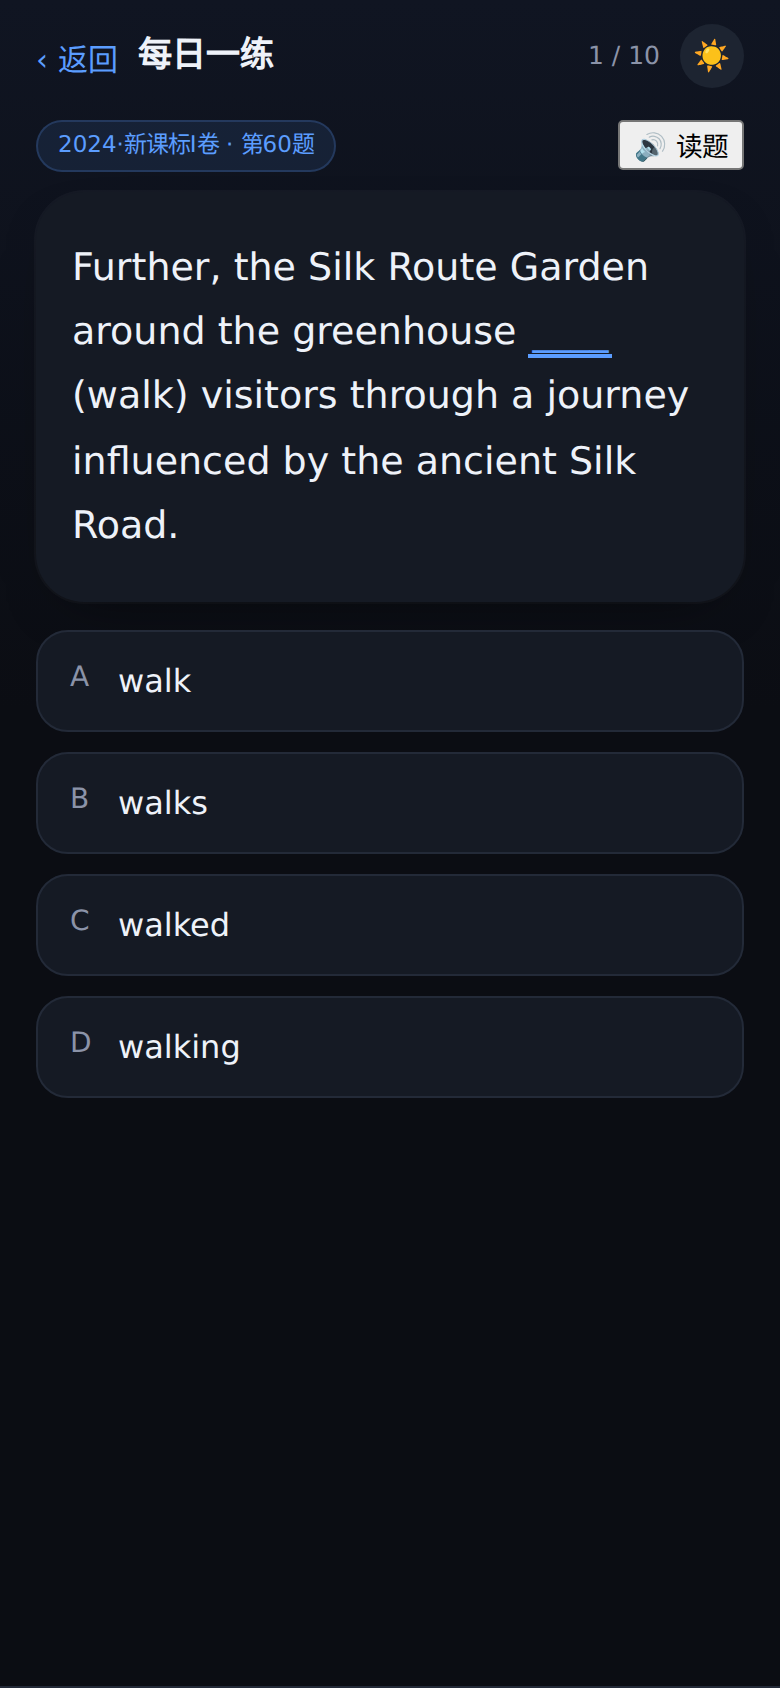 ‹ 返回 每日一练 1 / 10
2024·新课标I卷 · 第60题 读题
Further, the Silk Route Garden
around the greenhouse ____
(walk) visitors through a journey
influenced by the ancient Silk
Road.
A walk
B walks
C walked
D walking